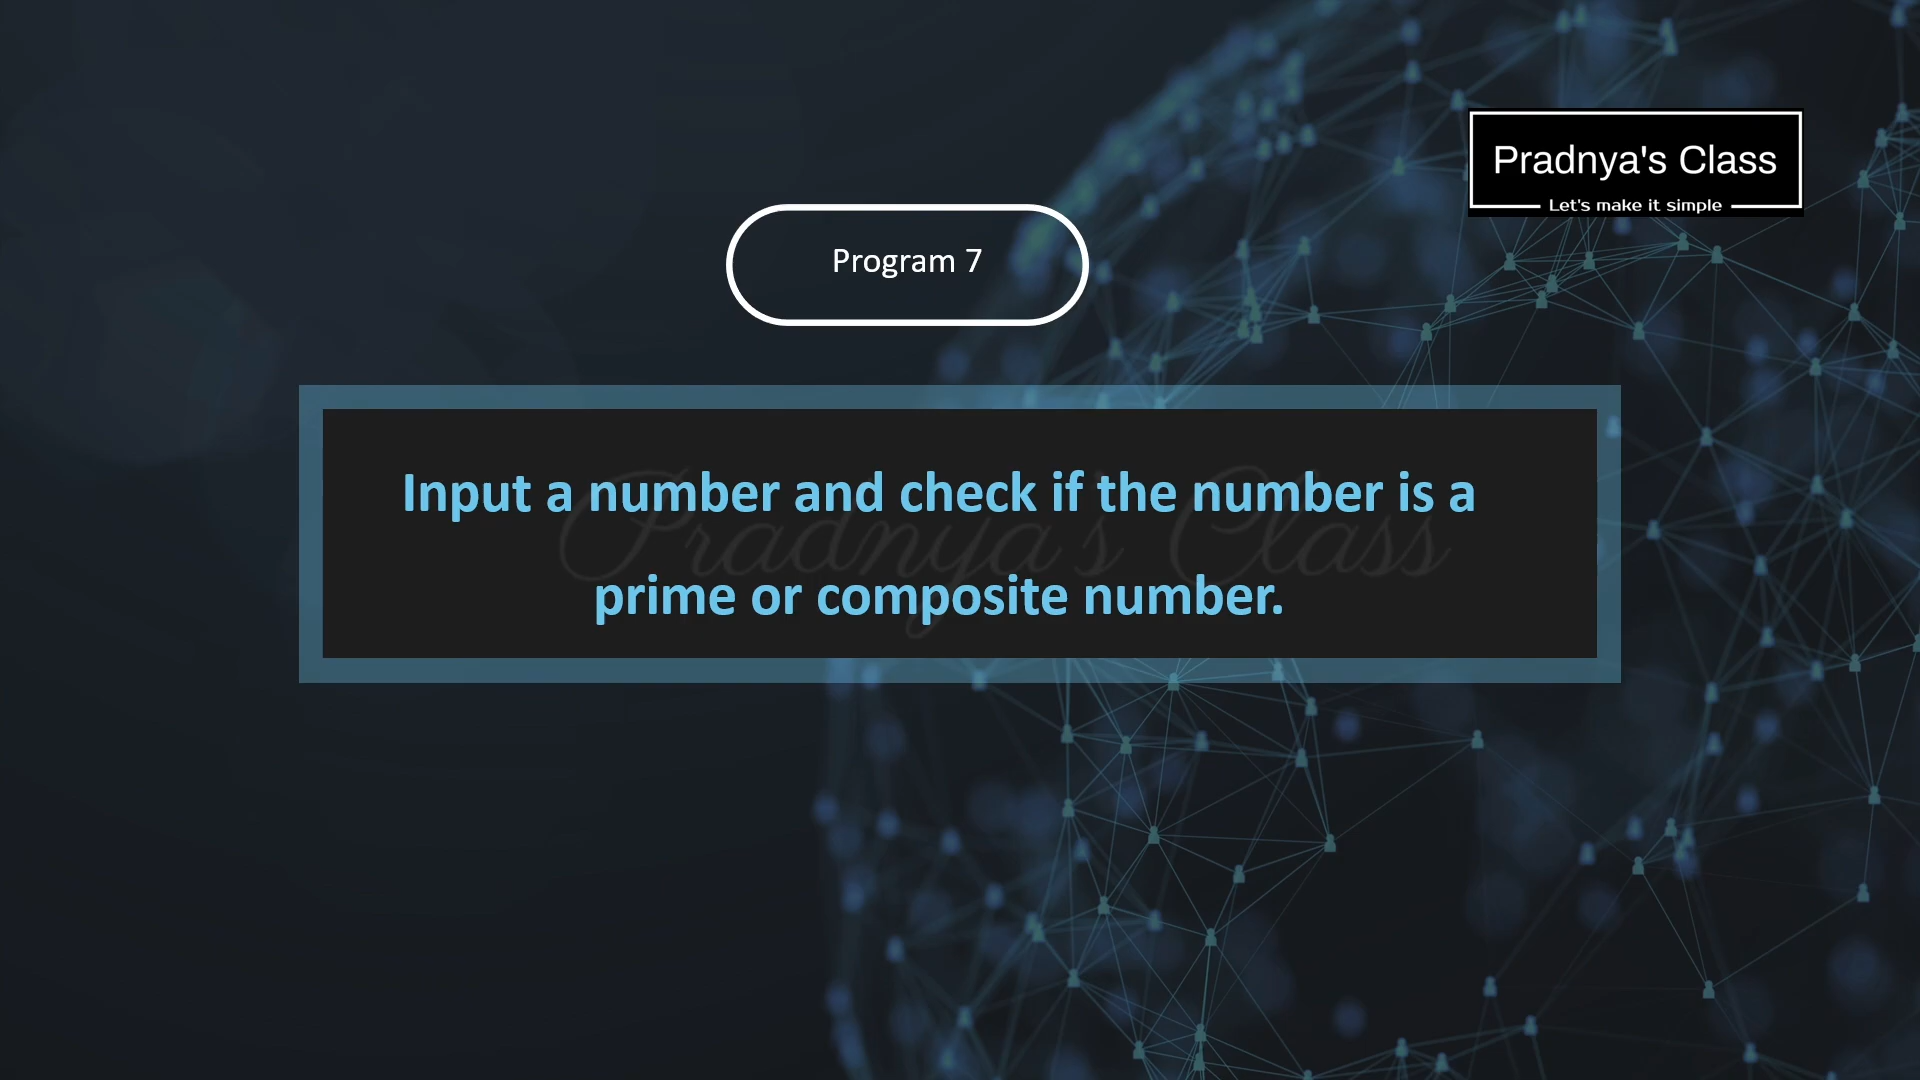 Pradnya's Class
Let's make it simple
Program 7
Input a number and check if the number is a
prime or composite number.
Pradnya's Class